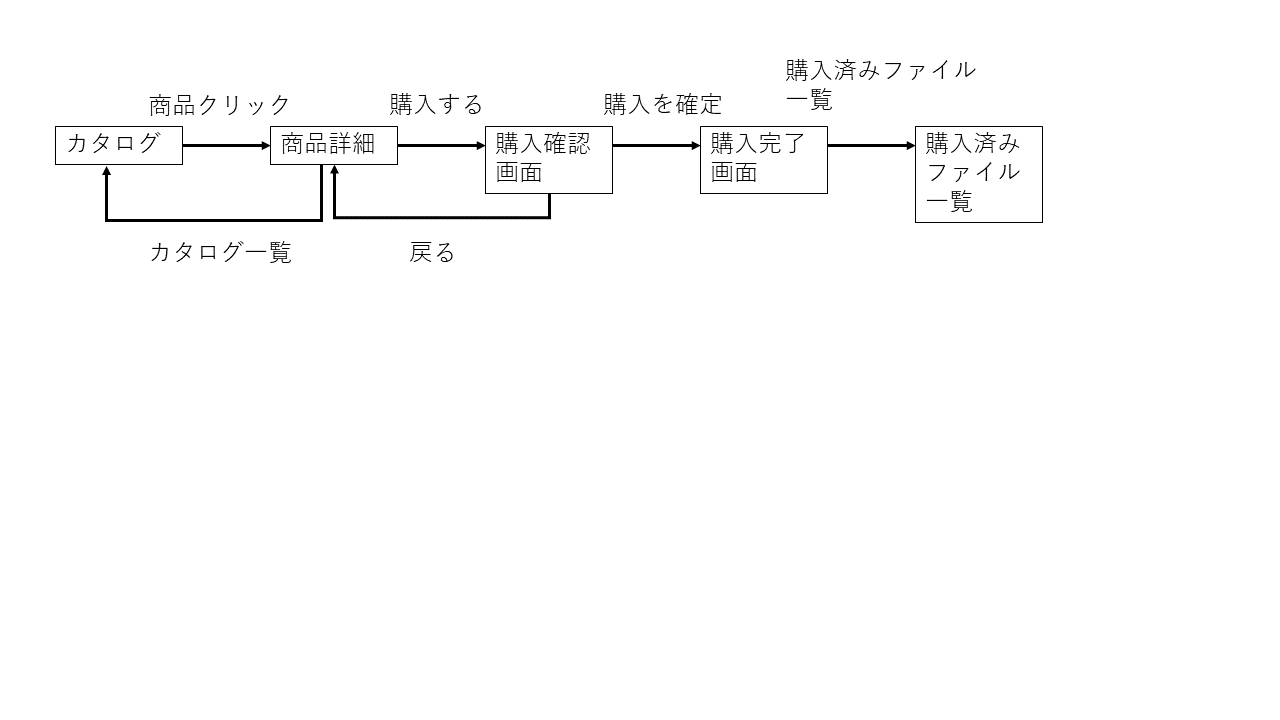 購入済みファイル
一覧
商品クリック
購入する
購入を確定
カタログ
商品詳細
購入確認
画面
購入完了
画面
購入済み
ファイル
一覧
カタログ一覧
戻る